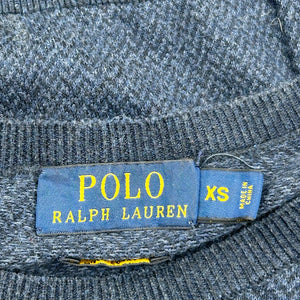 POLO
RALPH LAUREN
XS
MADE IN
CHINA